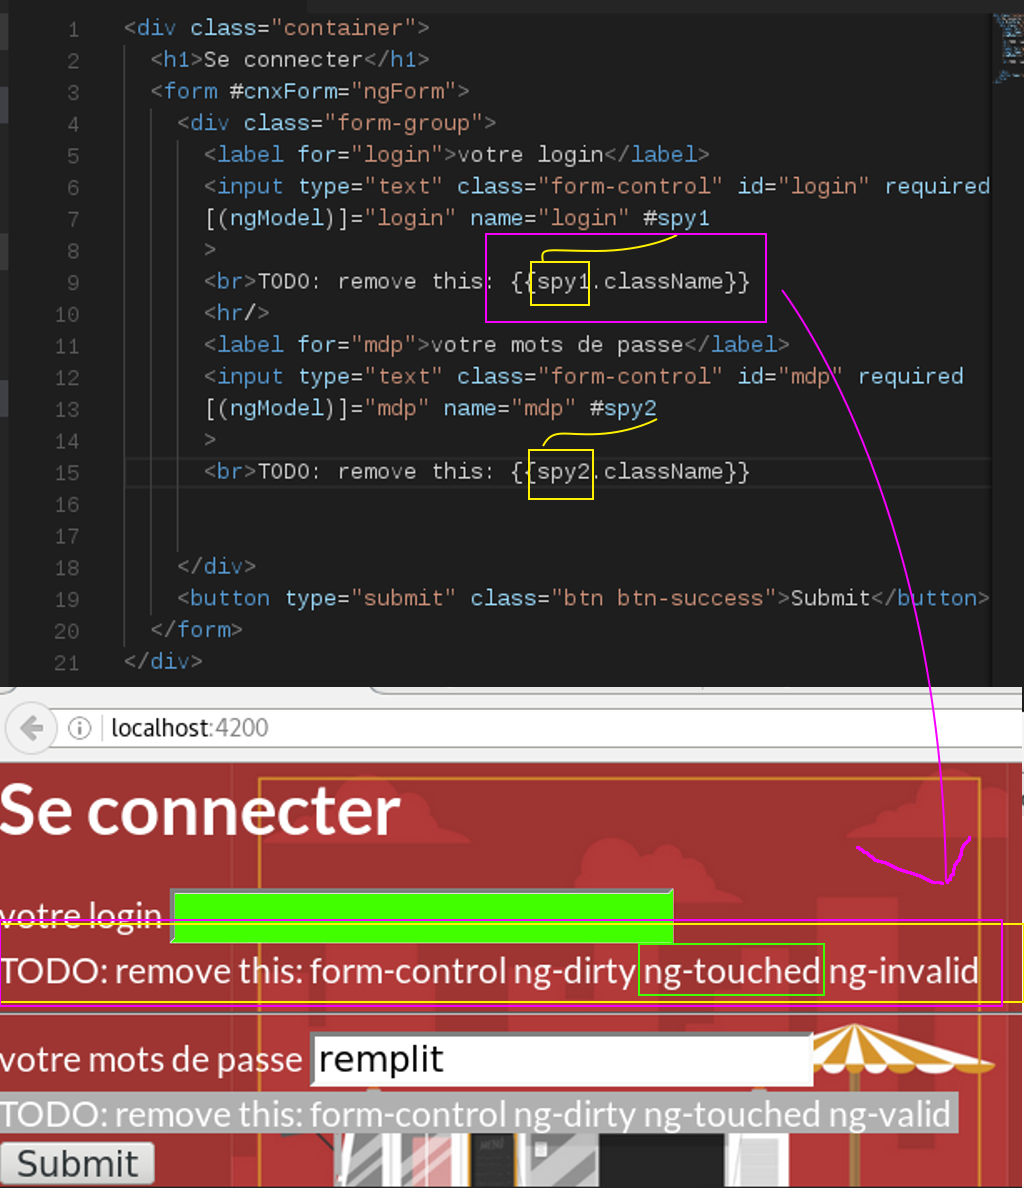 1 <div class="container">
2 <h1>Se connecter</h1>
3 <form #cnxForm="ngForm">
4 <div class="form-group">
5 <label for="login">votre login</label>
6 <input type="text" class="form-control" id="login" required
7 [(ngModel)]="login" name="login" #spy1
8 >
9 <br>TODO: remove this: {{spy1.className}}
10 <hr/>
11 <label for="mdp">votre mots de passe</label>
12 <input type="text" class="form-control" id="mdp" required
13 [(ngModel)]="mdp" name="mdp" #spy2
14 >
15 <br>TODO: remove this: {{spy2.className}}
16
17
18 </div>
19 <button type="submit" class="btn btn-success">Submit</button>
20 </form>
21 </div>
localhost:4200
Se connecter
votre login
TODO: remove this: form-control ng-dirty ng-touched ng-invalid
votre mots de passe remplit
TODO: remove this: form-control ng-dirty ng-touched ng-valid
Submit